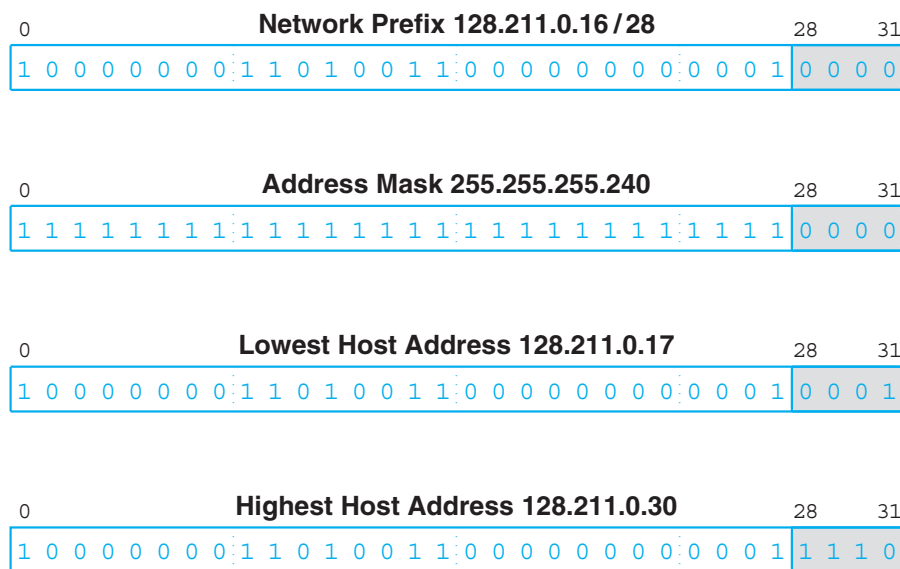 0 Network Prefix 128.211.0.16 / 28 28 31
1 0 0 0 0 0 0 0 1 1 0 1 0 0 1 1 0 0 0 0 0 0 0 0 0 0 0 1 0 0 0 0
0 Address Mask 255.255.255.240 28 31
1 1 1 1 1 1 1 1 1 1 1 1 1 1 1 1 1 1 1 1 1 1 1 1 1 1 1 1 0 0 0 0
0 Lowest Host Address 128.211.0.17 28 31
1 0 0 0 0 0 0 0 1 1 0 1 0 0 1 1 0 0 0 0 0 0 0 0 0 0 0 1 0 0 0 1
0 Highest Host Address 128.211.0.30 28 31
1 0 0 0 0 0 0 0 1 1 0 1 0 0 1 1 0 0 0 0 0 0 0 0 0 0 0 1 1 1 1 0